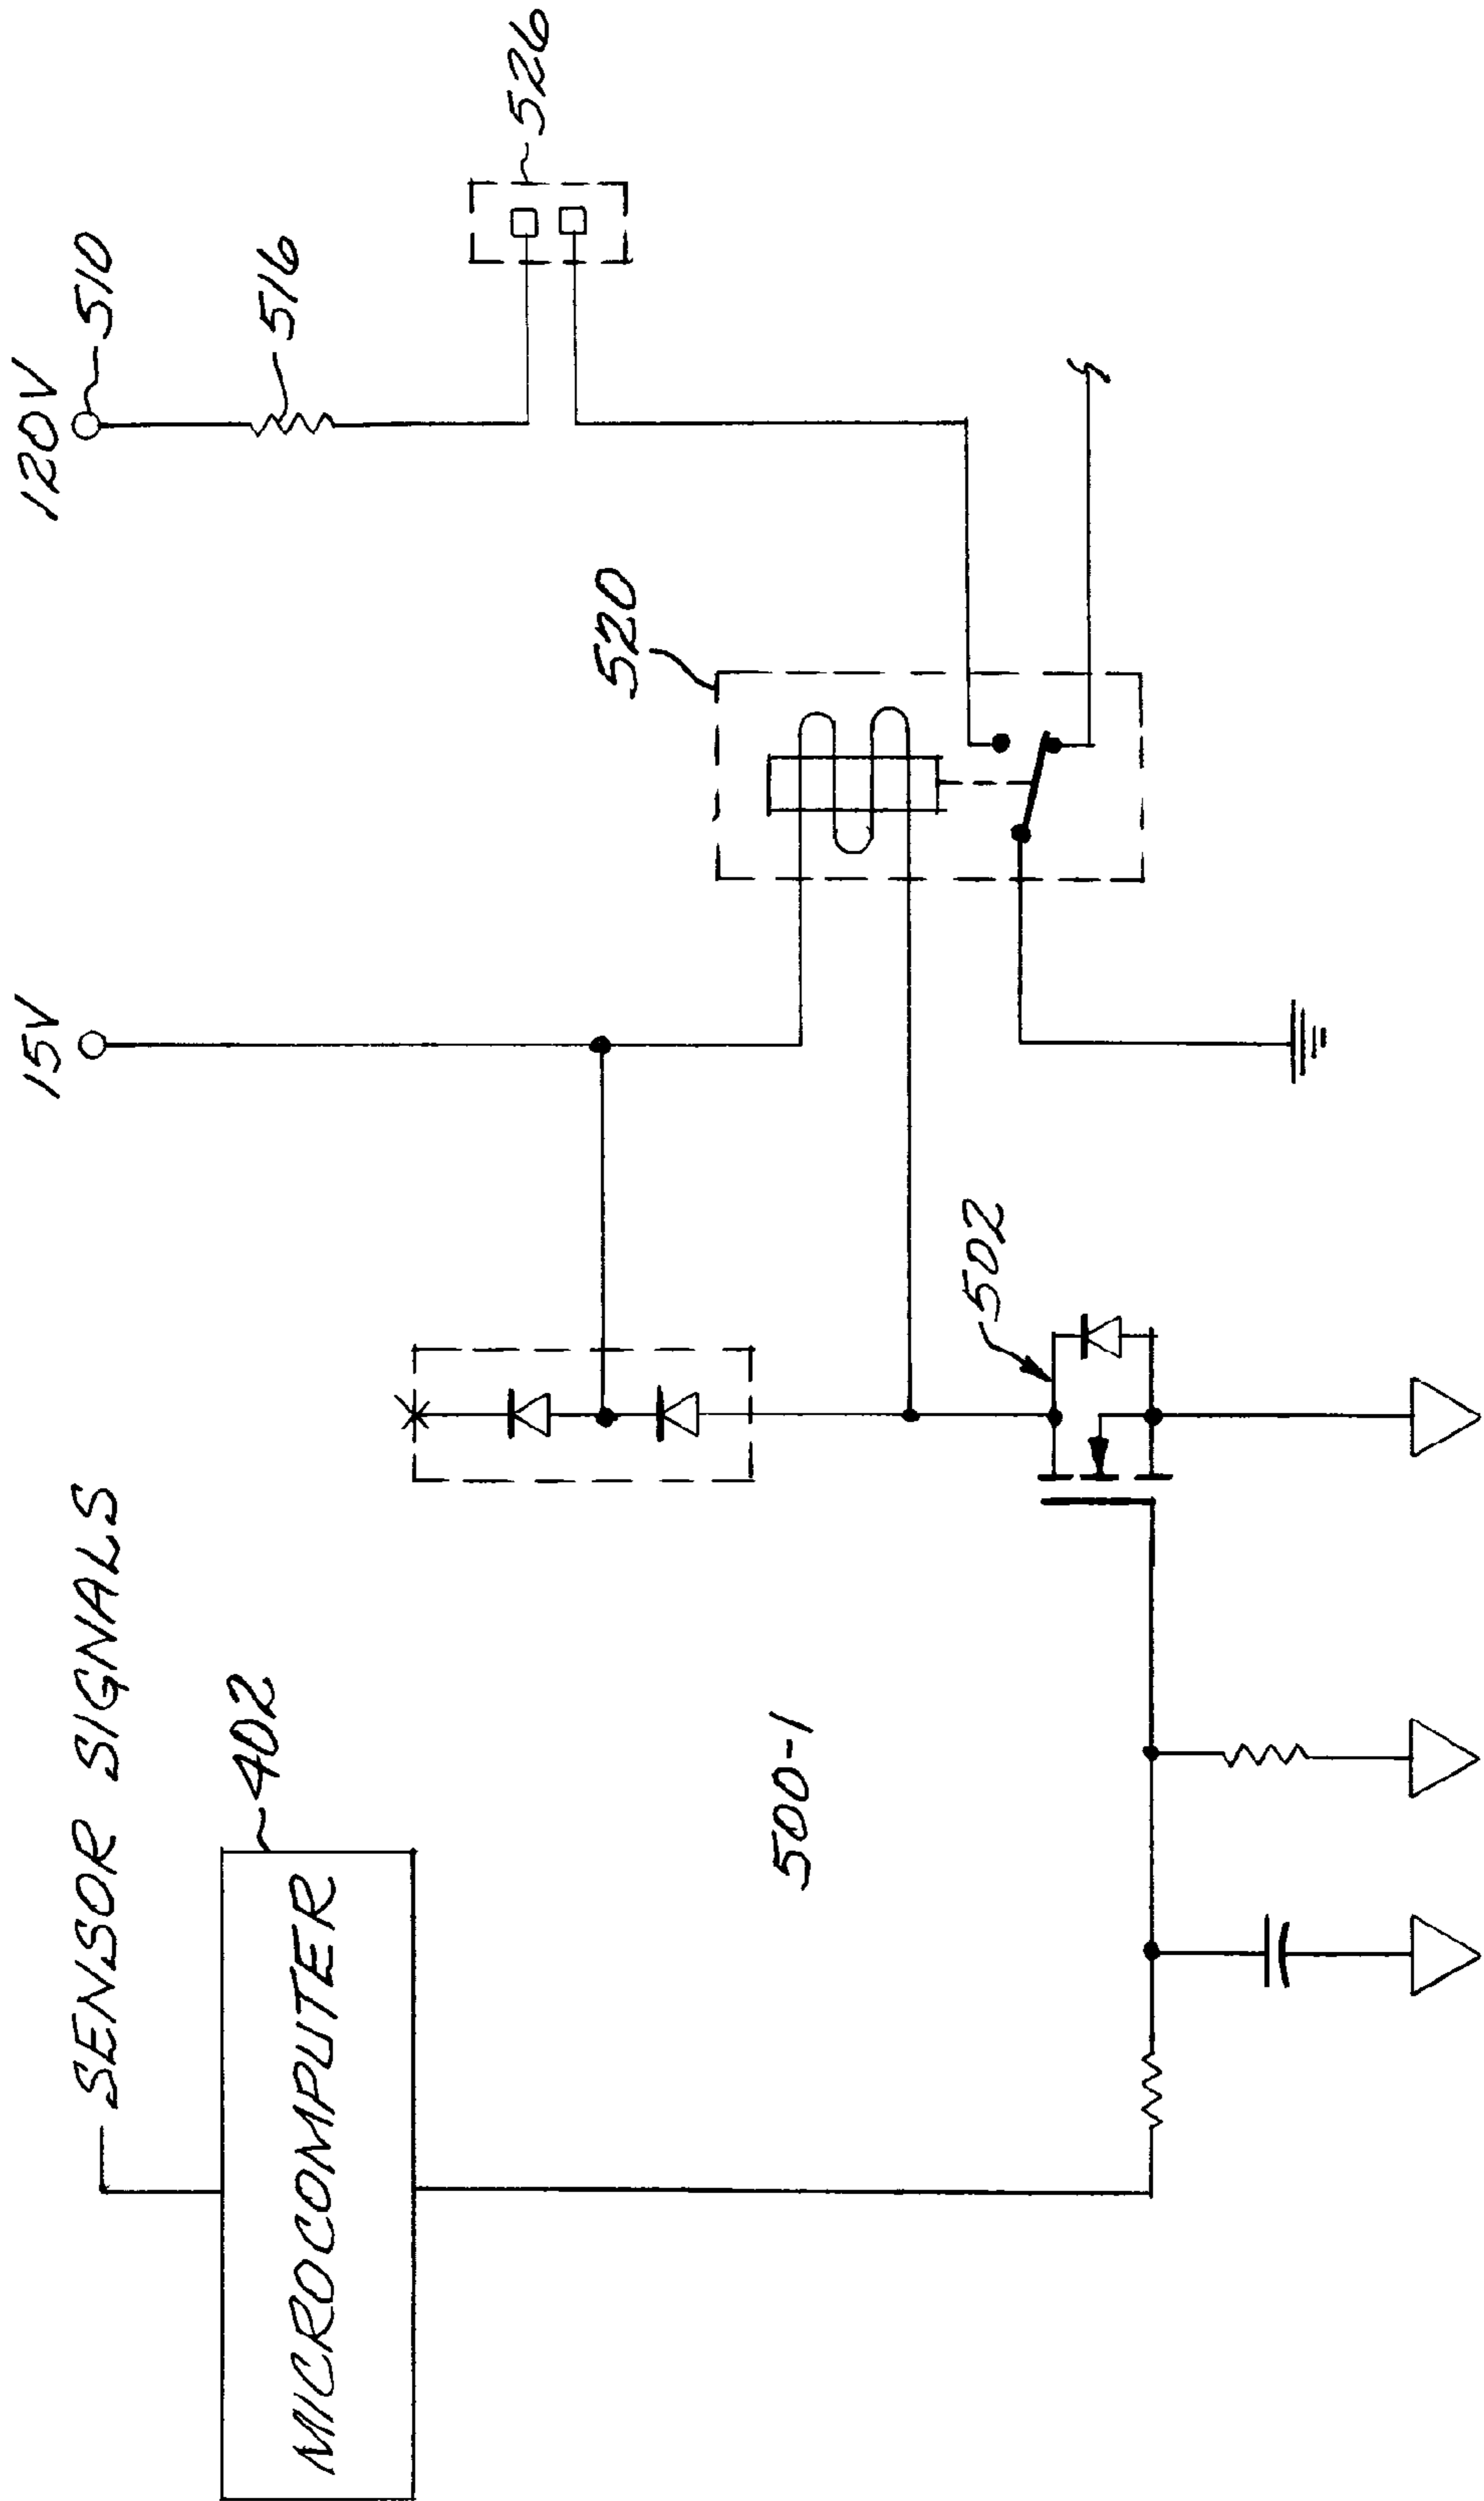 SENSOR SIGNALS
15V
120V
510
402
MICROCOMPUTER
516
526
520
500-1
502